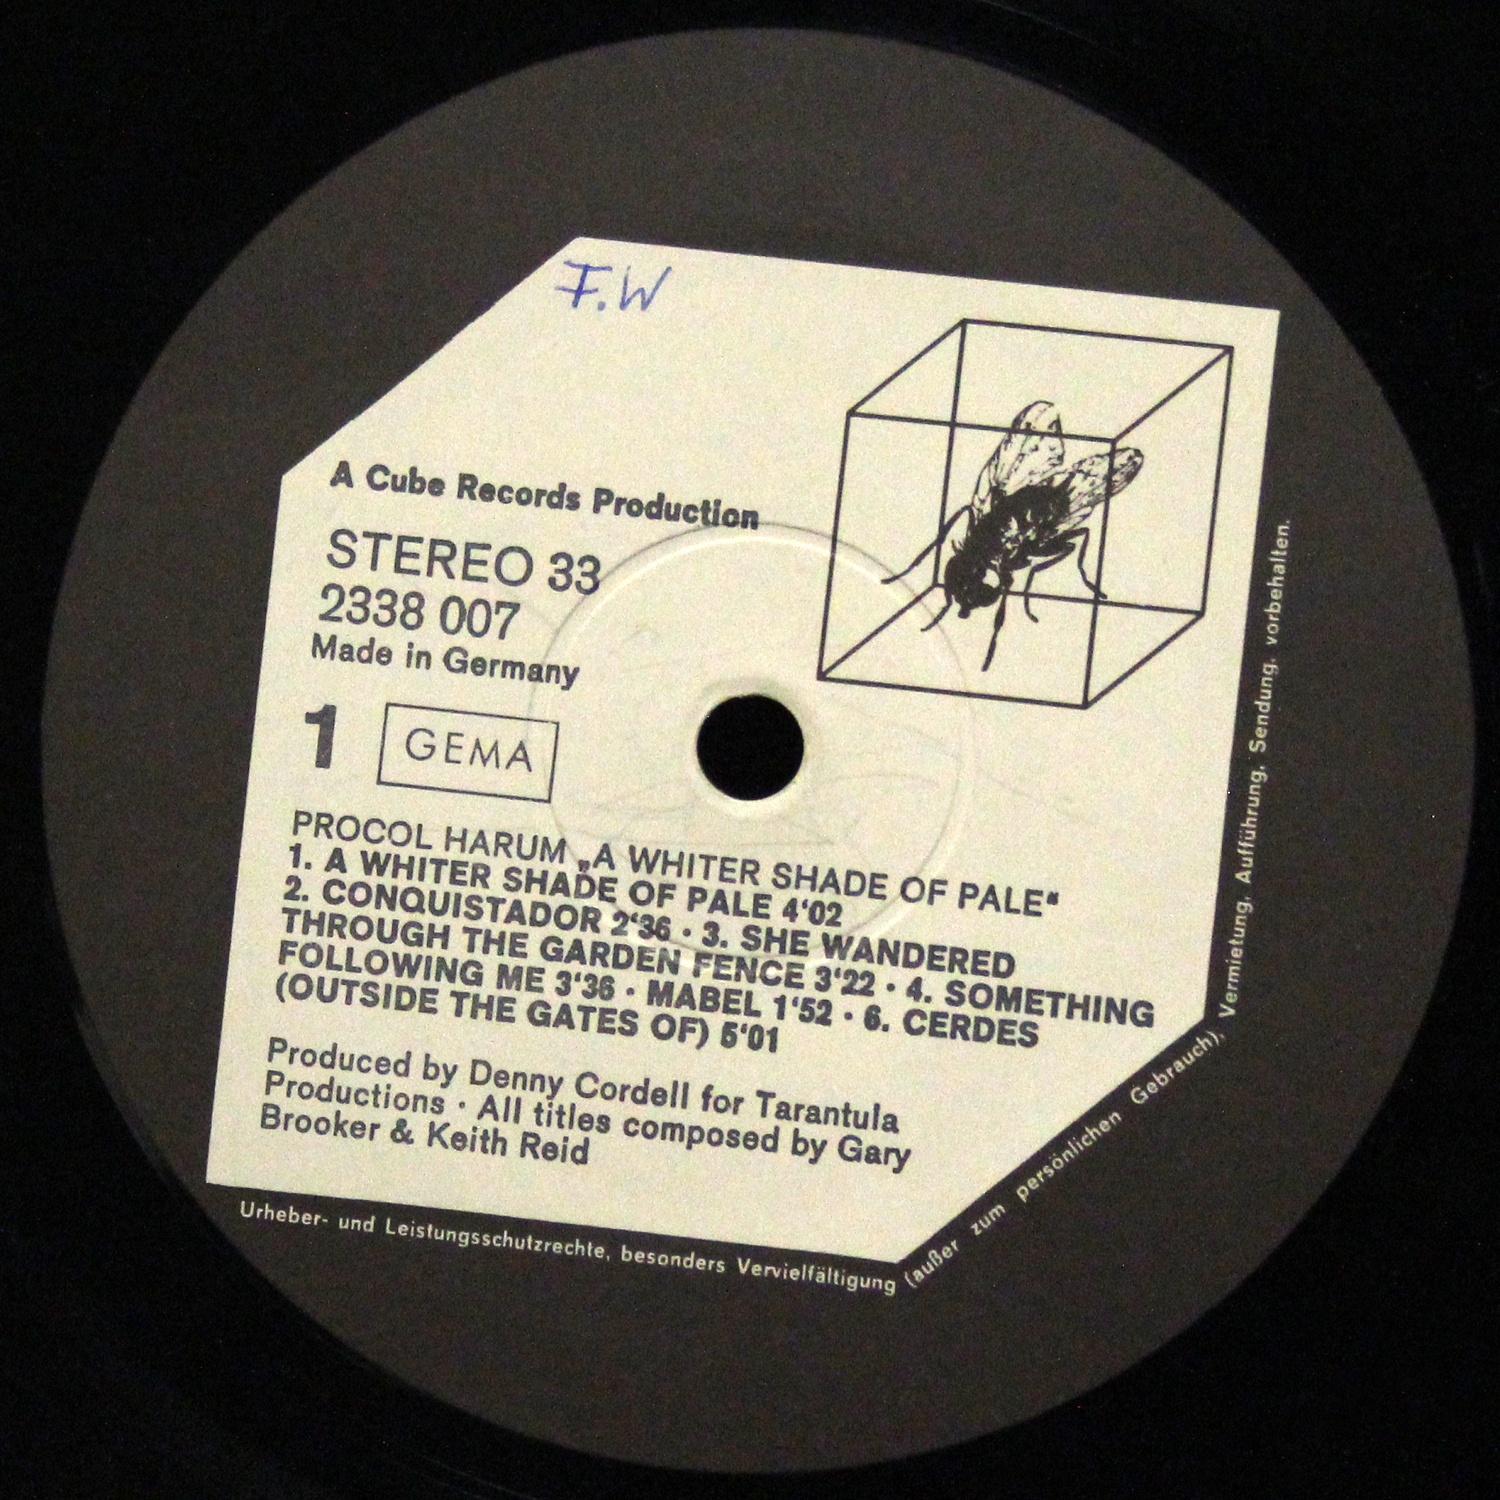 F.W
A Cube Records Production
STEREO 33
2338 007
Made in Germany
1 GEMA
PROCOL HARUM „A WHITER SHADE OF PALE“
1. A WHITER SHADE OF PALE 4‘02
2. CONQUISTADOR 2‘36 · 3. SHE WANDERED
THROUGH THE GARDEN FENCE 3‘22 · 4. SOMETHING
FOLLOWING ME 3‘36 · MABEL 1‘52 · 6. CERDES
(OUTSIDE THE GATES OF) 5‘01
Produced by Denny Cordell for Tarantula
Productions · All titles composed by Gary
Brooker & Keith Reid
Urheber- und Leistungsschutzrechte, besonders Vervielfältigung (außer zum persönlichen Gebrauch), Vermietung, Aufführung, Sendung, vorbehalten.